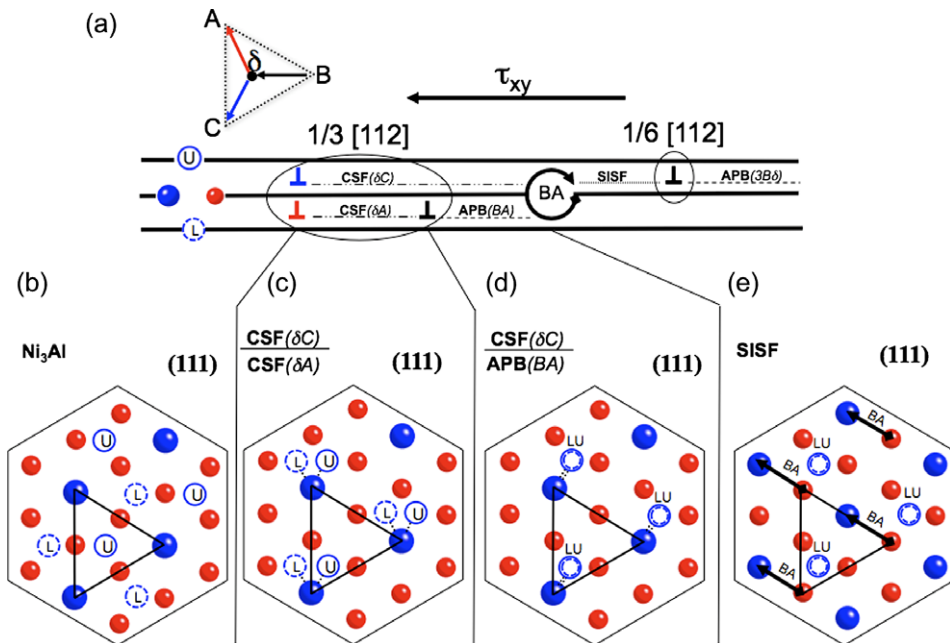 (a)
A
δ
B
C
τxy
1/3 [112]
1/6 [112]
U
CSF(δC)
BA
SISF
APB(3Bδ)
CSF(δA)
APB(BA)
L
(b)
(c)
(d)
(e)
Ni3Al
(111)
CSF(δC)
CSF(δA)
(111)
CSF(δC)
APB(BA)
(111)
SISF
(111)
U
L
U
L
U
L
L
U
L
U
L
U
LU
LU
LU
BA
LU
BA
BA
LU
LU
BA